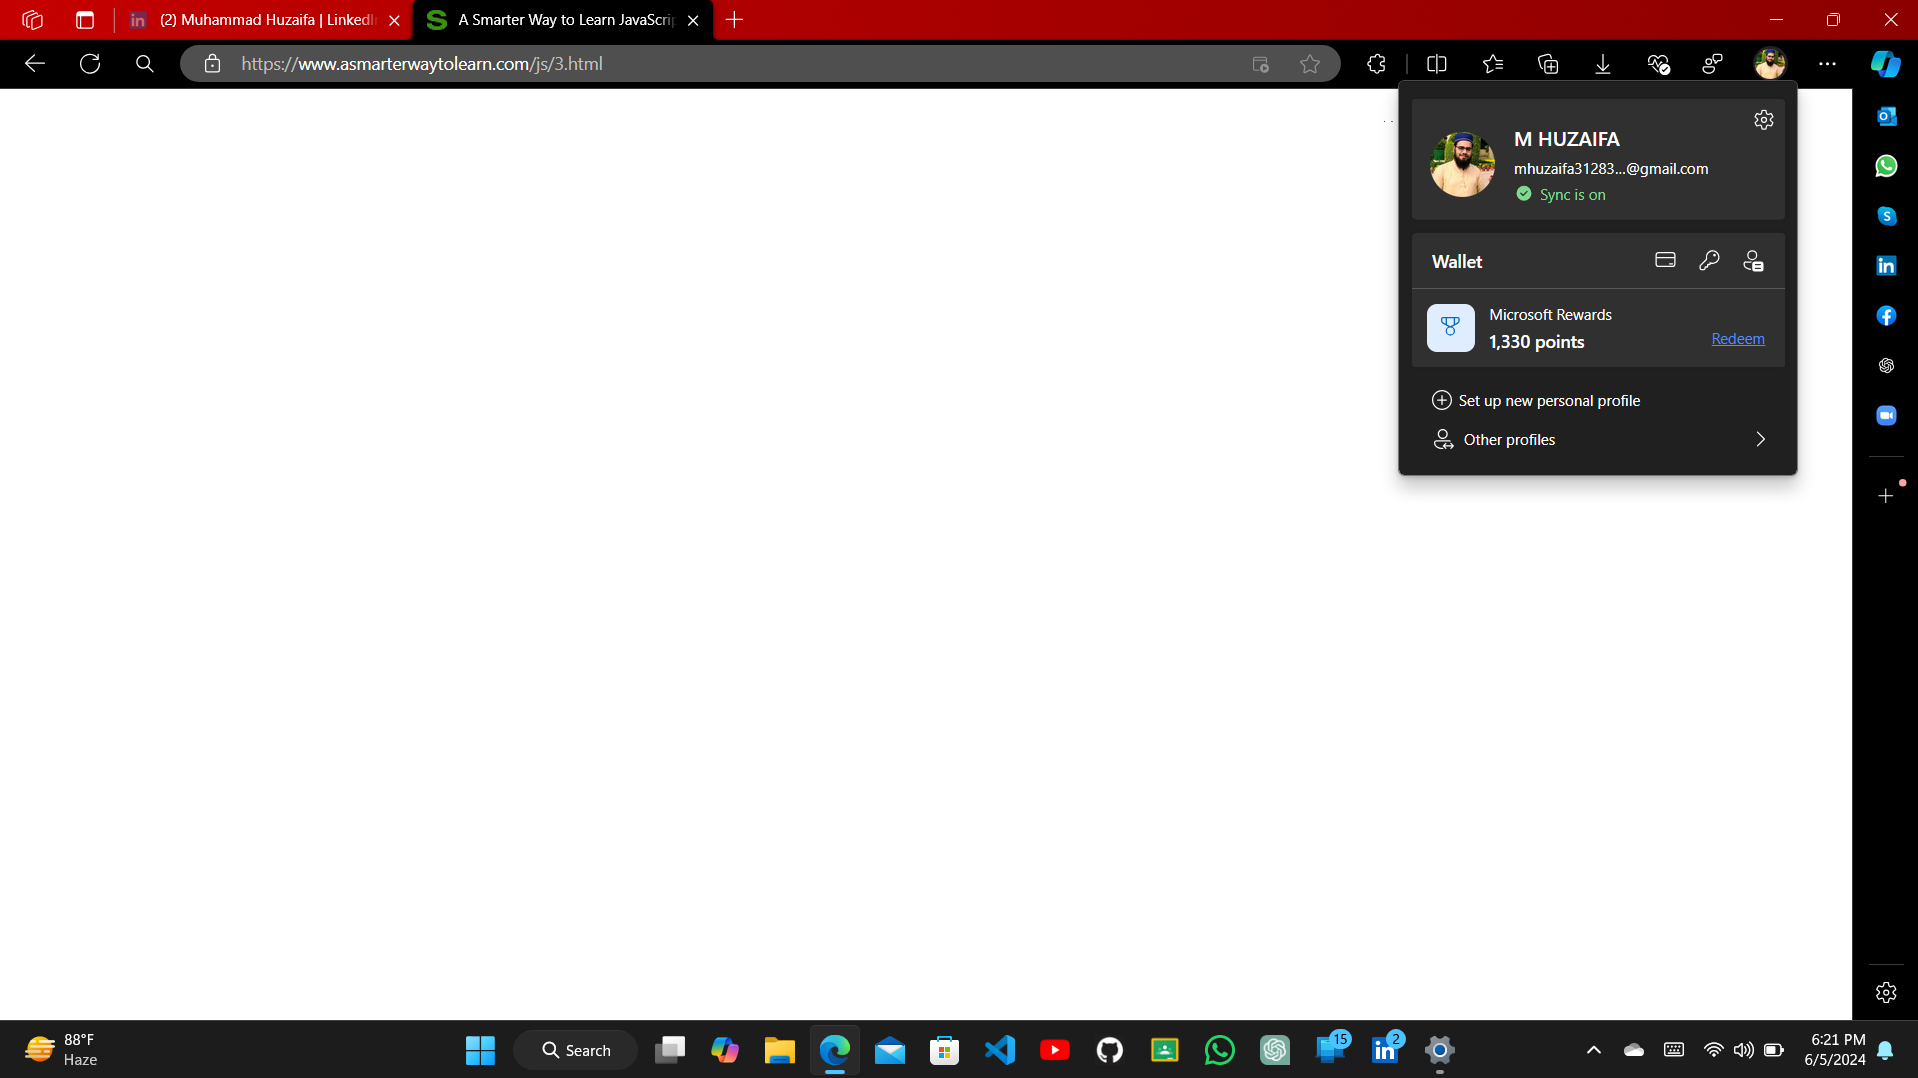 (2) Muhammad Huzaifa | LinkedIn
A Smarter Way to Learn JavaScrip
https://www.asmarterwaytolearn.com/js/3.html
M HUZAIFA
mhuzaifa31283...@gmail.com
Sync is on
Wallet
Microsoft Rewards
1,330 points
Redeem
Set up new personal profile
Other profiles
88°F
Haze
Search
15
2
6:21 PM
6/5/2024